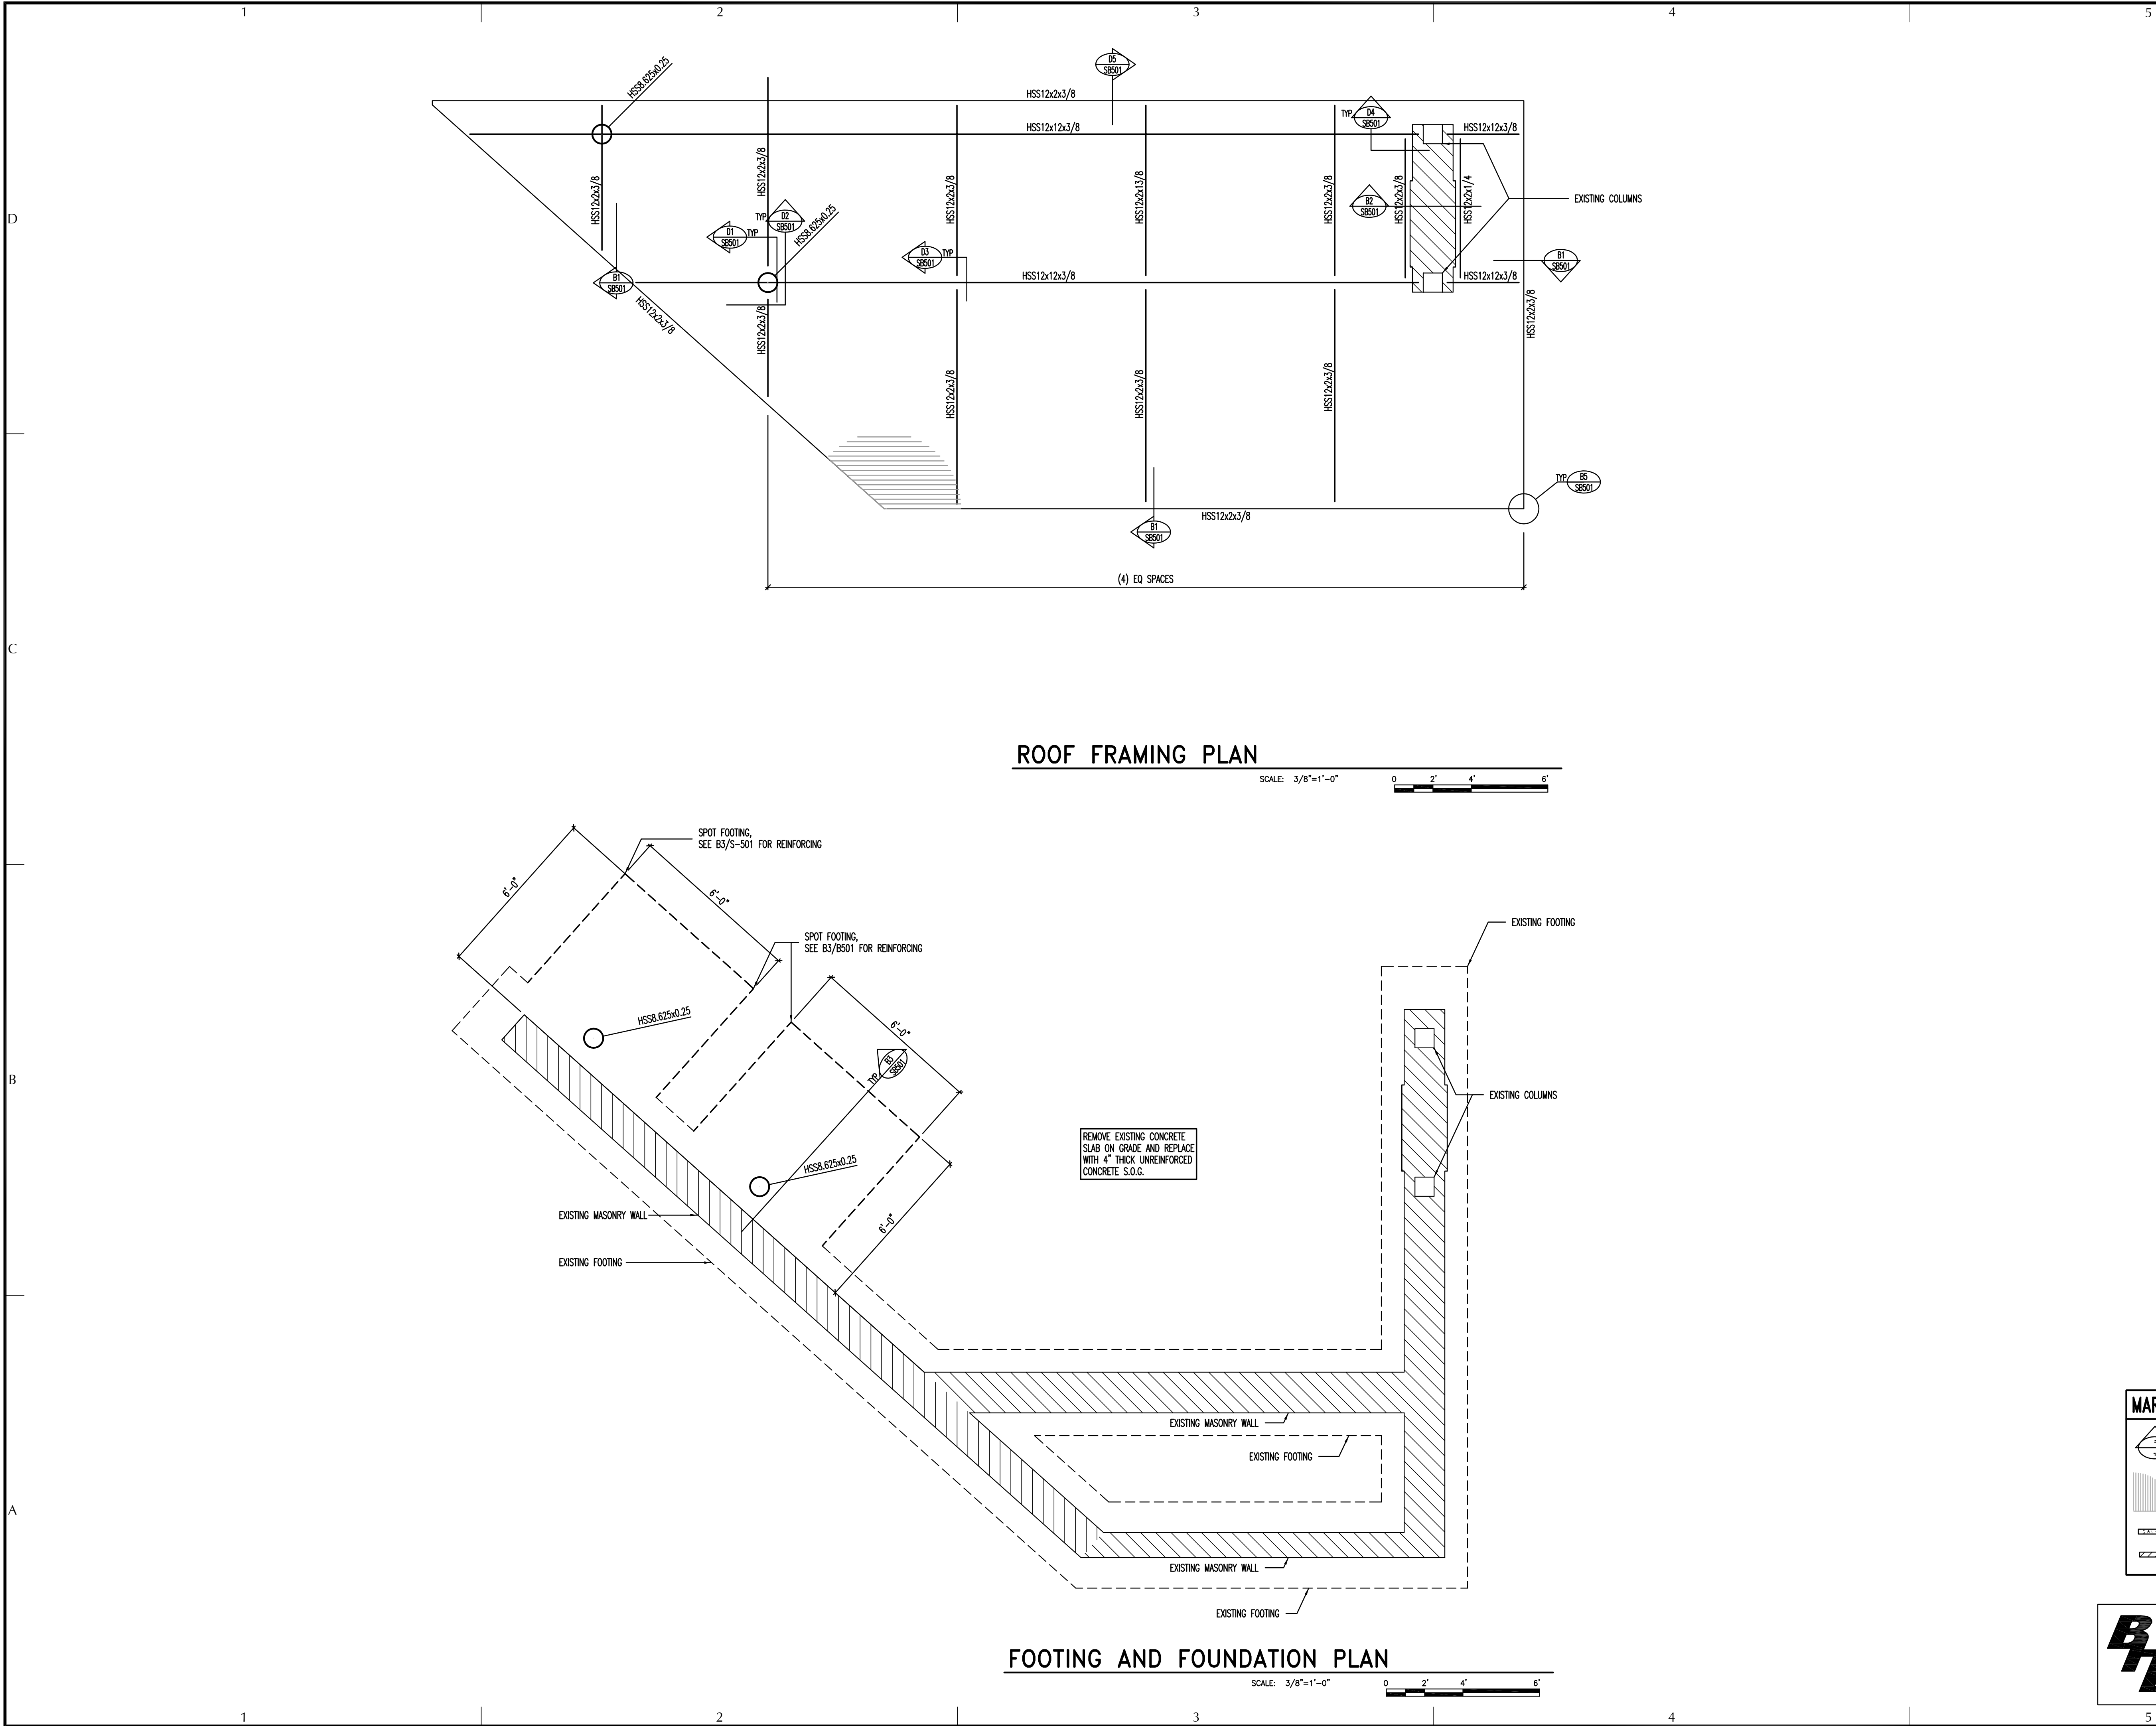 1 2 3 4 5
D5
SB501
HSS8.625x0.25
HSS12x2x3/8
HSS12x12x3/8
TYP
D4
SB501
HSS12x12x3/8
HSS12x2x3/8
HSS12x2x3/8
HSS12x2x3/8
HSS12x2x13/8
HSS12x2x3/8
HSS12x2x3/8
HSS12x2x1/4
B2
SB501
EXISTING COLUMNS
D
TYP
D2
SB501
HSS8.625x0.25
D1
SB501
TYP
D3
SB501
TYP
B1
SB501
HSS12x12x3/8
HSS12x12x3/8
B1
SB501
HSS12x2x3/8
HSS12x2x3/8
HSS12x2x3/8
HSS12x2x3/8
HSS12x2x3/8
HSS12x2x3/8
TYP
B5
SB501
HSS12x2x3/8
B1
SB501
(4) EQ SPACES
C
ROOF FRAMING PLAN
SCALE: 3/8"=1'-0"
0 2' 4' 6'
SPOT FOOTING,
SEE B3/S-501 FOR REINFORCING
6'-0"
6'-0"
SPOT FOOTING,
SEE B3/B501 FOR REINFORCING
EXISTING FOOTING
HSS8.625x0.25
6'-0"
B3
SB501
TYP
B
EXISTING COLUMNS
REMOVE EXISTING CONCRETE
SLAB ON GRADE AND REPLACE
WITH 4" THICK UNREINFORCED
CONCRETE S.O.G.
HSS8.625x0.25
6'-0"
EXISTING MASONRY WALL
EXISTING FOOTING
EXISTING MASONRY WALL
EXISTING FOOTING
A
EXISTING MASONRY WALL
EXISTING FOOTING
FOOTING AND FOUNDATION PLAN
SCALE: 3/8"=1'-0"
0 2' 4' 6'
1 2 3 4 5